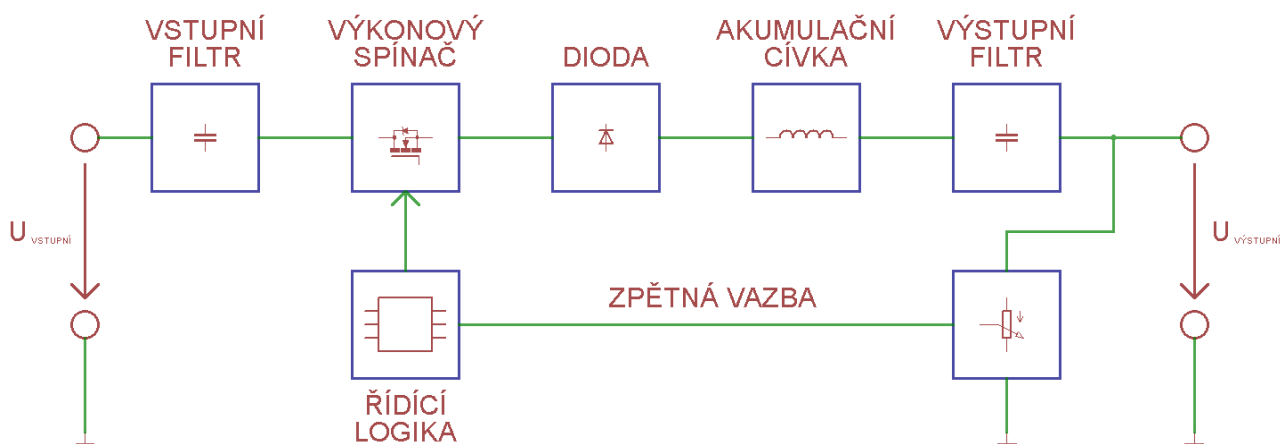 VSTUPNÍ
FILTR
VÝKONOVÝ
SPÍNAČ
DIODA
AKUMULAČNÍ
CÍVKA
VÝSTUPNÍ
FILTR
U VSTUPNÍ
U VÝSTUPNÍ
ZPĚTNÁ VAZBA
ŘÍDÍCÍ
LOGIKA